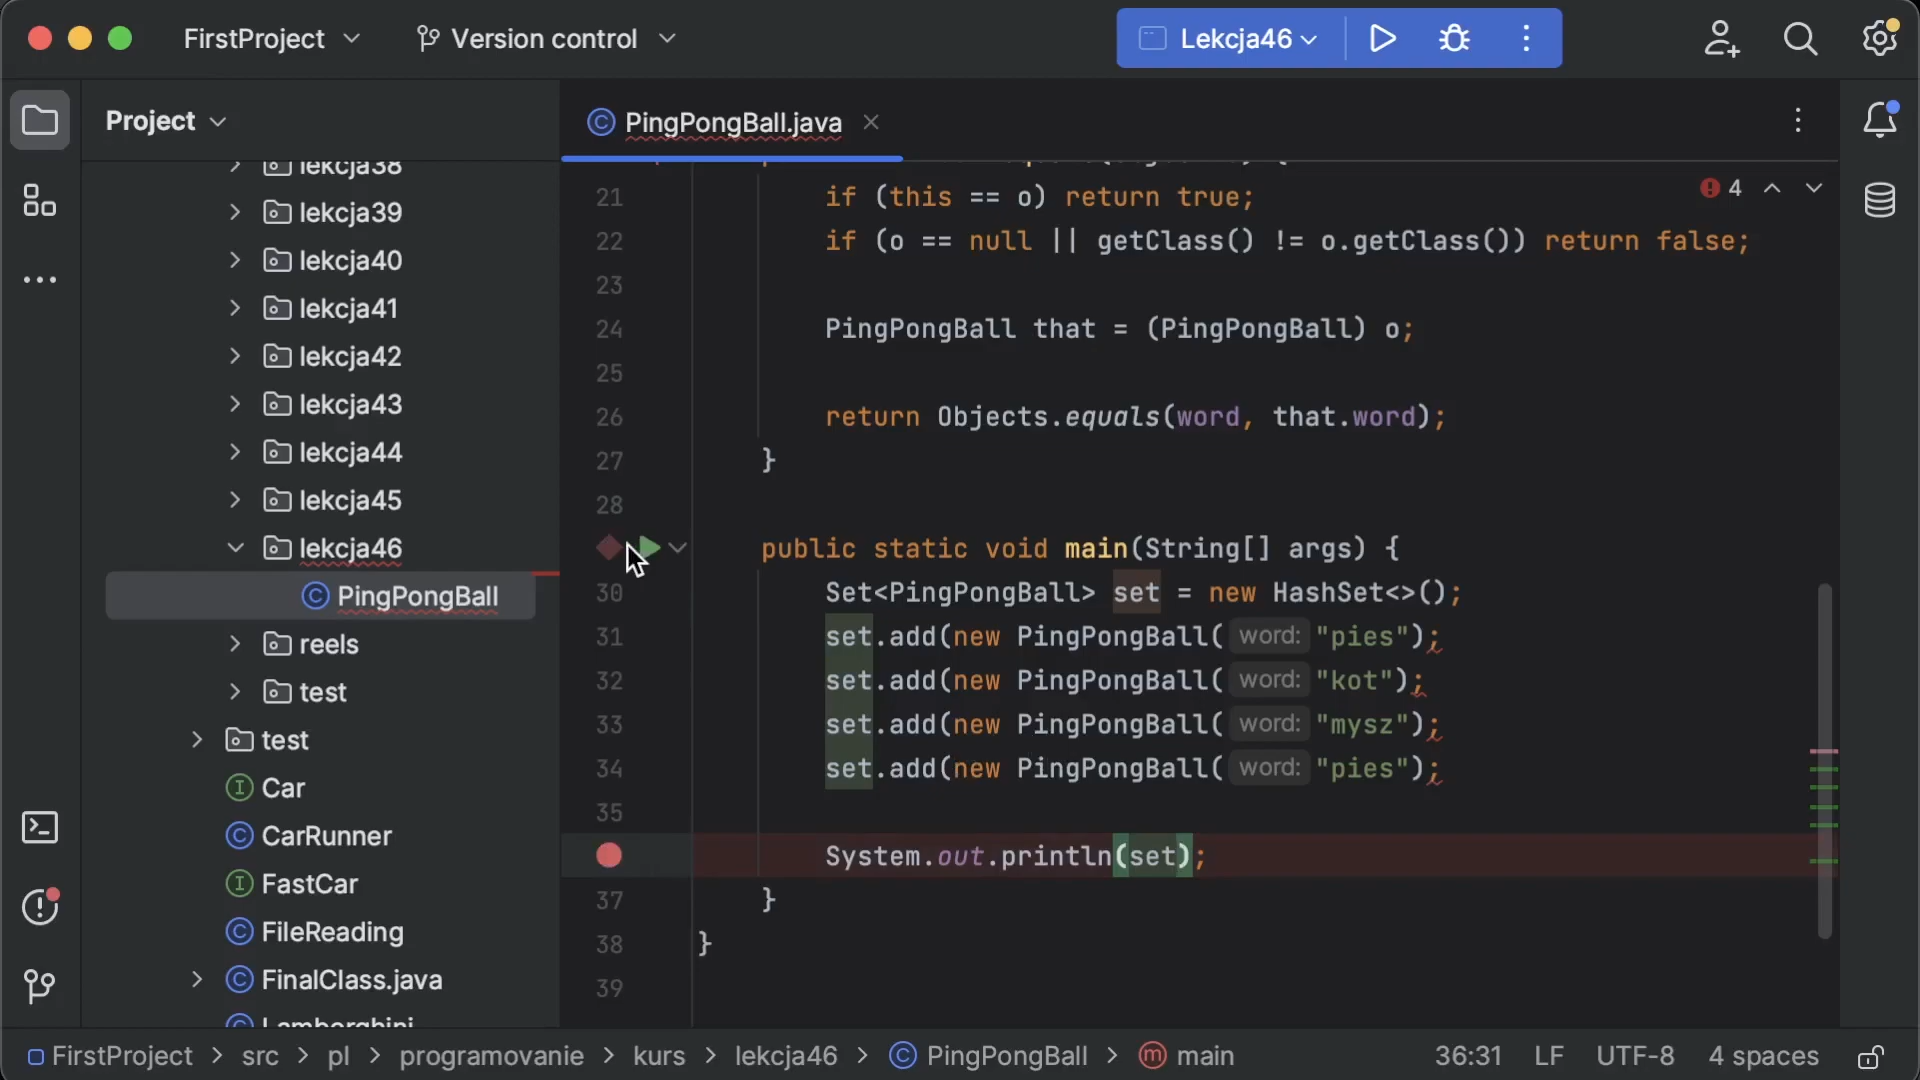 FirstProject
Version control
Lekcja46
Project
PingPongBall.java
lekcja38
lekcja39
lekcja40
lekcja41
lekcja42
lekcja43
lekcja44
lekcja45
lekcja46
PingPongBall
reels
test
test
Car
CarRunner
FastCar
FileReading
FinalClass.java
Lamborghini
4
21 if (this == o) return true;
22 if (o == null || getClass() != o.getClass()) return false;
23
24 PingPongBall that = (PingPongBall) o;
25
26 return Objects.equals(word, that.word);
27 }
28
public static void main(String[] args) {
30 Set<PingPongBall> set = new HashSet<>();
31 set.add(new PingPongBall( word: "pies");
32 set.add(new PingPongBall( word: "kot");
33 set.add(new PingPongBall( word: "mysz");
34 set.add(new PingPongBall( word: "pies");
35
System.out.println(set);
37 }
38 }
39
FirstProject > src > pl > programowanie > kurs > lekcja46 > PingPongBall > main
36:31 LF UTF-8 4 spaces